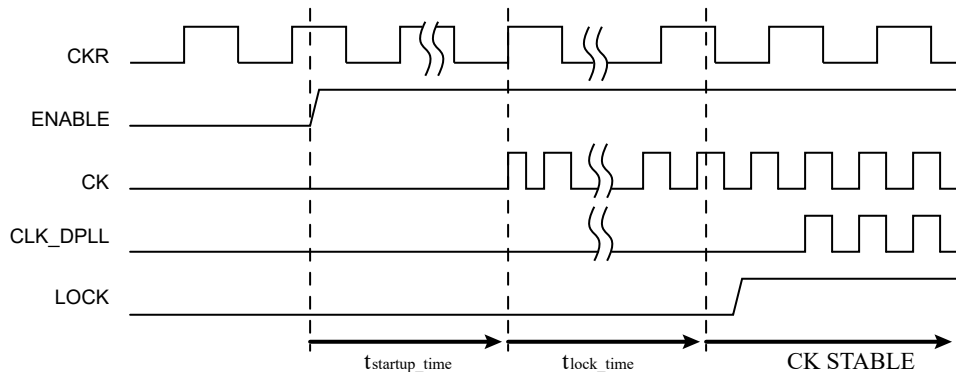 CKR
ENABLE
CK
CLK_DPLL
LOCK
tstartup_time
tlock_time
CK STABLE